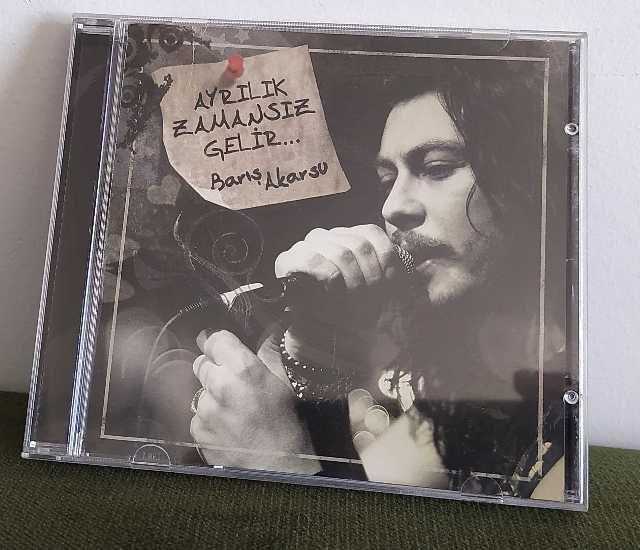 AYRILIK
ZAMANSIZ
GELİR...
Barış Akarsu